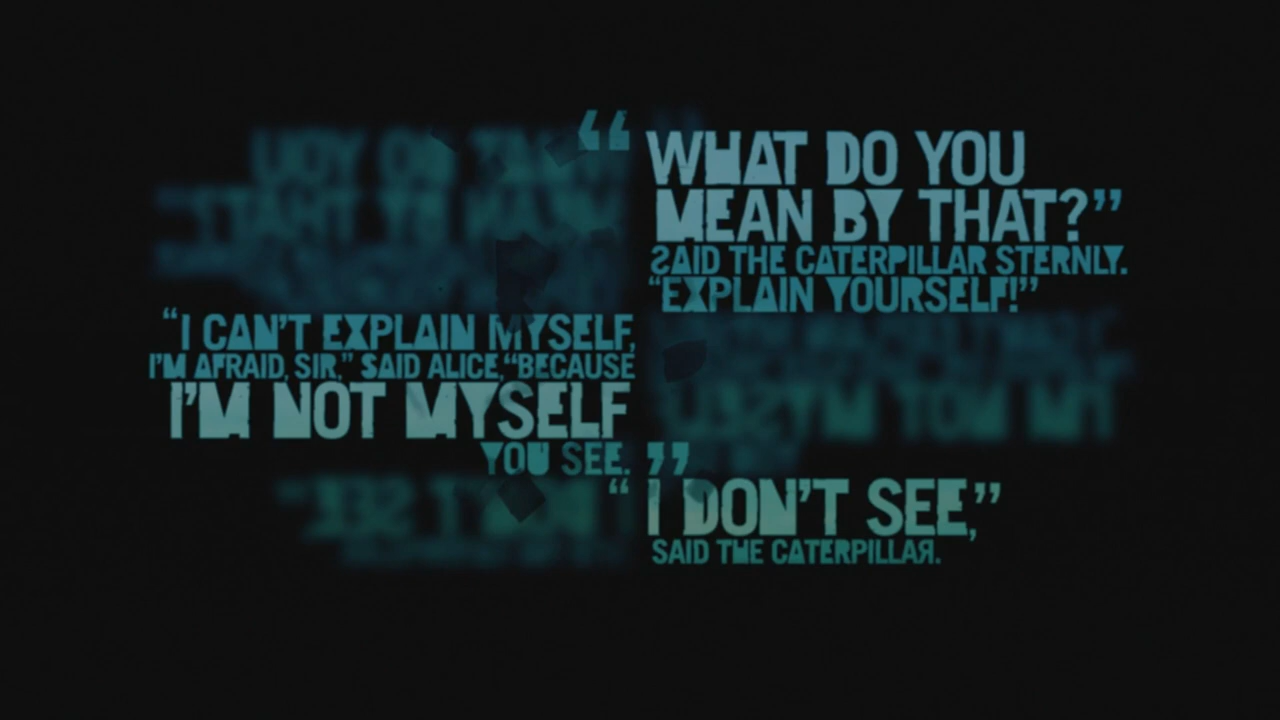 “WHAT DO YOU
MEAN BY THAT?”
SAID THE CATERPILLAR STERNLY.
“EXPLAIN YOURSELF!”
“I CAN’T EXPLAIN MYSELF,
I’M AFRAID, SIR,” SAID ALICE, “BECAUSE
I’M NOT MYSELF
YOU SEE.”
“I DON’T SEE,”
SAID THE CATERPILLAR.